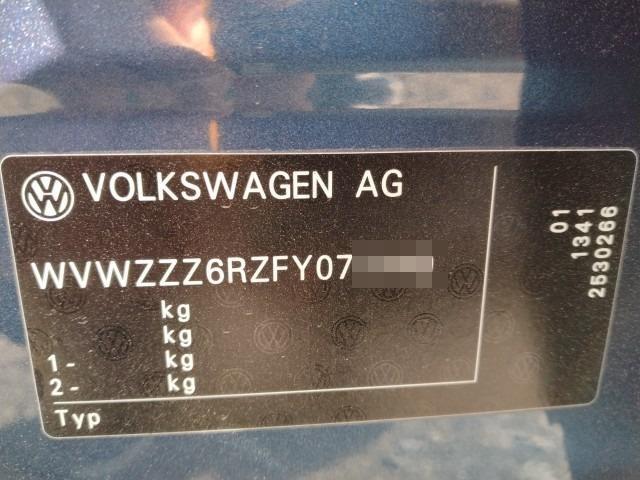 VOLKSWAGEN AG
WVWZZZ6RZFY07
kg
kg
1- kg
2- kg
Typ
01
1341
2530266